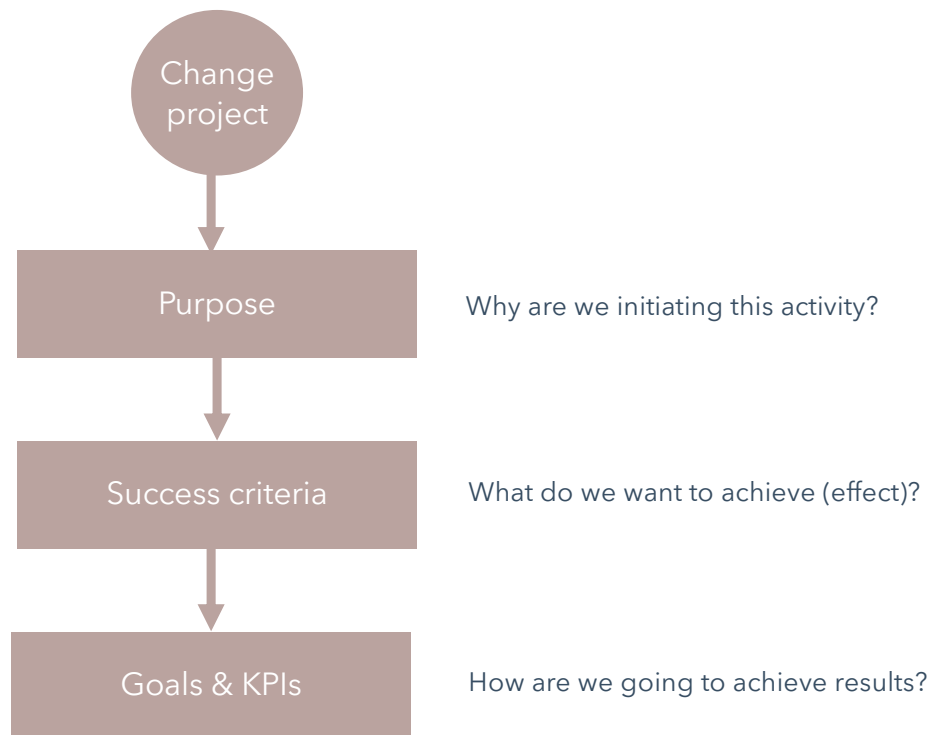 Change
project
Purpose
Why are we initiating this activity?
Success criteria
What do we want to achieve (effect)?
Goals & KPIs
How are we going to achieve results?